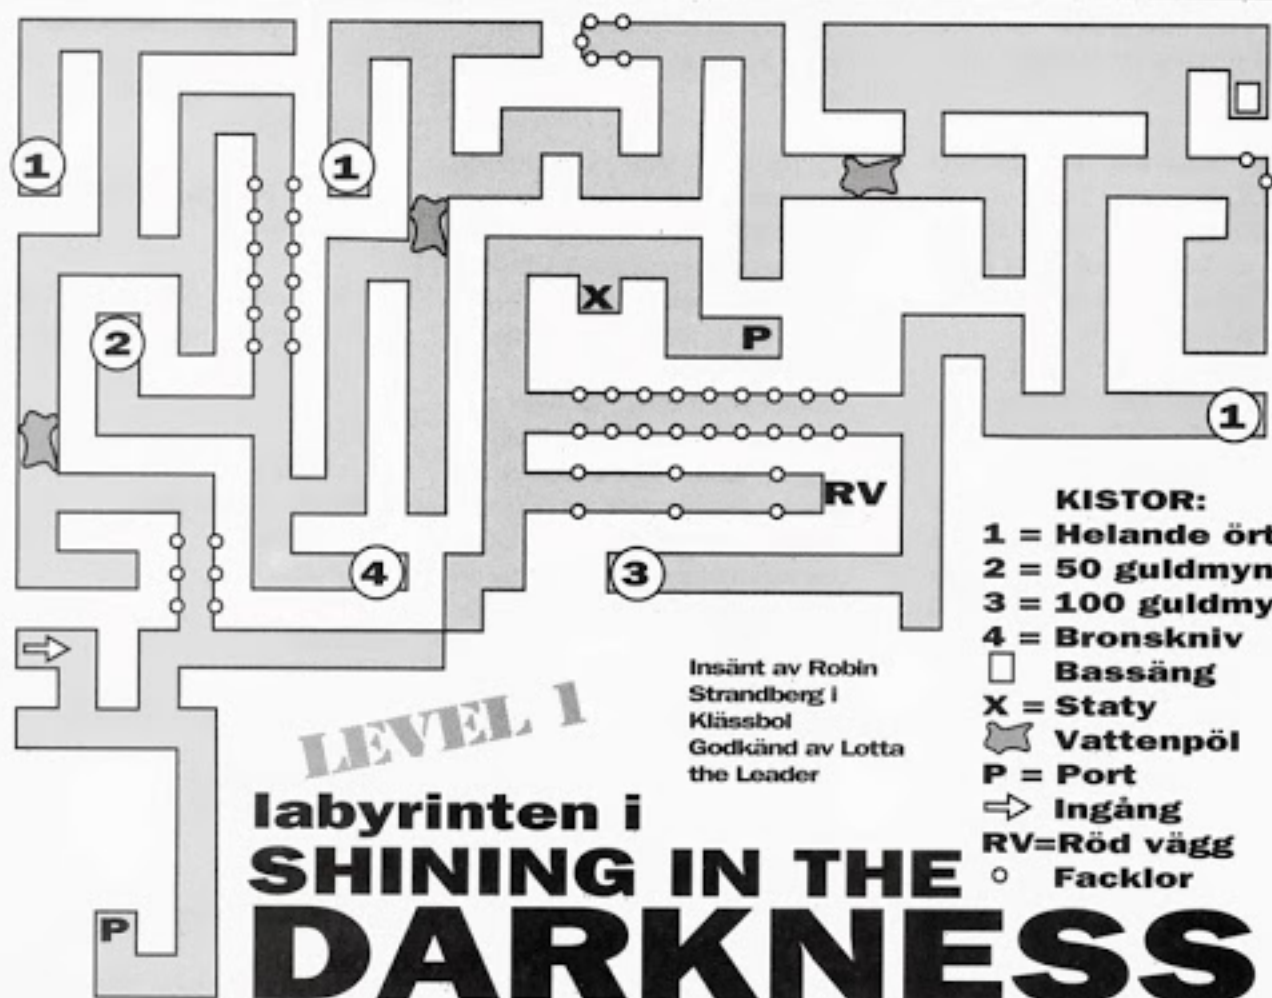 1
1
2
X
P
1
RV
4
3
KISTOR:
1 = Helande ört
2 = 50 guldmyn
3 = 100 guldmy
4 = Bronskniv
Bassäng
X = Staty
Vattenpöl
P = Port
Ingång
RV=Röd vägg
Facklor
Insänt av Robin
Strandberg i
Klässbol
Godkänd av Lotta
the Leader
LEVEL 1
labyrinten i
SHINING IN THE
DARKNESS
P